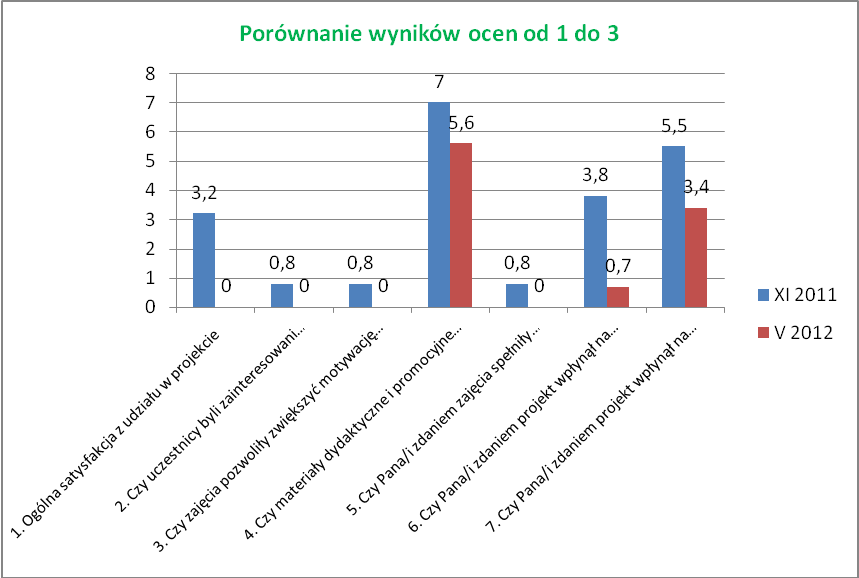 Porównanie wyników ocen od 1 do 3
8
7
6
5
4
3
2
1
0
3,2
0
0,8
0
0,8
0
7
5,6
0,8
0
3,8
0,7
5,5
3,4
1. Ogólna satysfakcja z udziału w projekcie
2. Czy uczestnicy byli zainteresowani...
3. Czy zajęcia pozwoliły zwiększyć motywację...
4. Czy materiały dydaktyczne i promocyjne...
5. Czy Pana/i zdaniem zajęcia spełniły...
6. Czy Pana/i zdaniem projekt wpłynął na...
7. Czy Pana/i zdaniem projekt wpłynął na...
XI 2011
V 2012